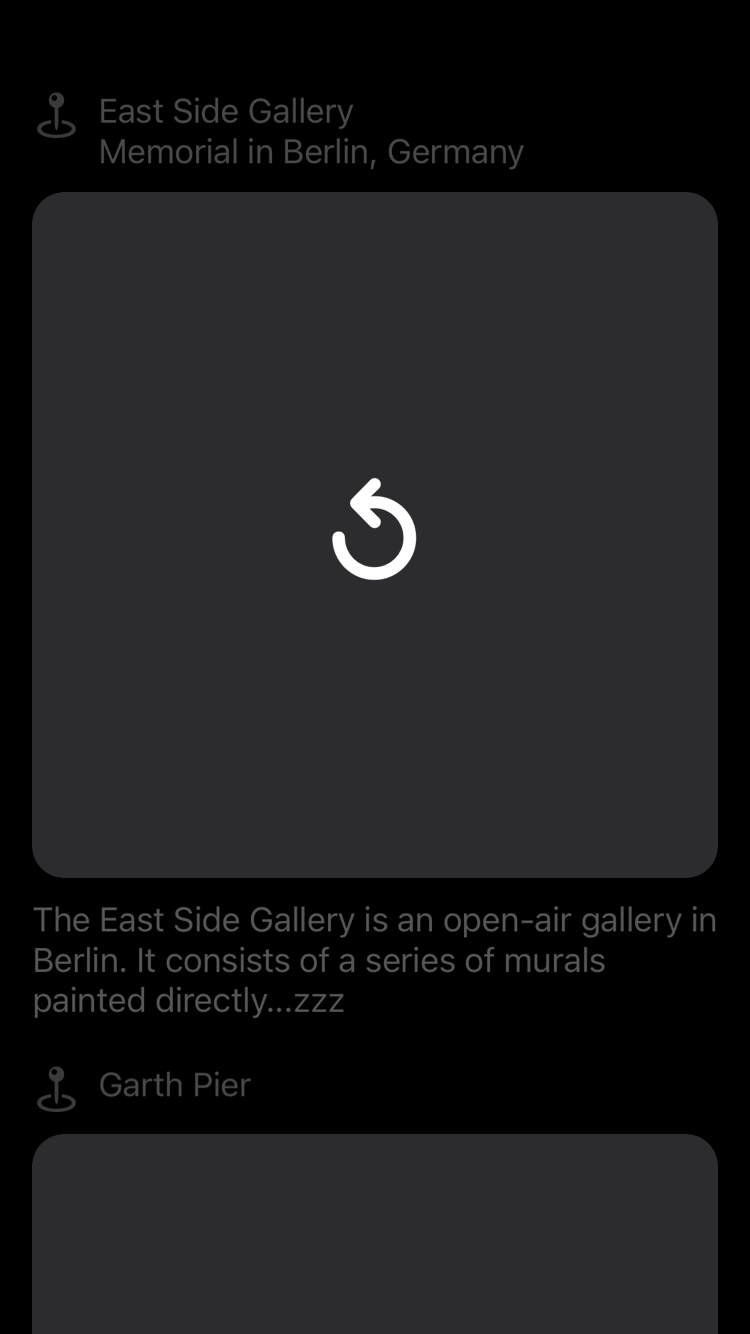 East Side Gallery
Memorial in Berlin, Germany
The East Side Gallery is an open-air gallery in
Berlin. It consists of a series of murals
painted directly...zzz
Garth Pier